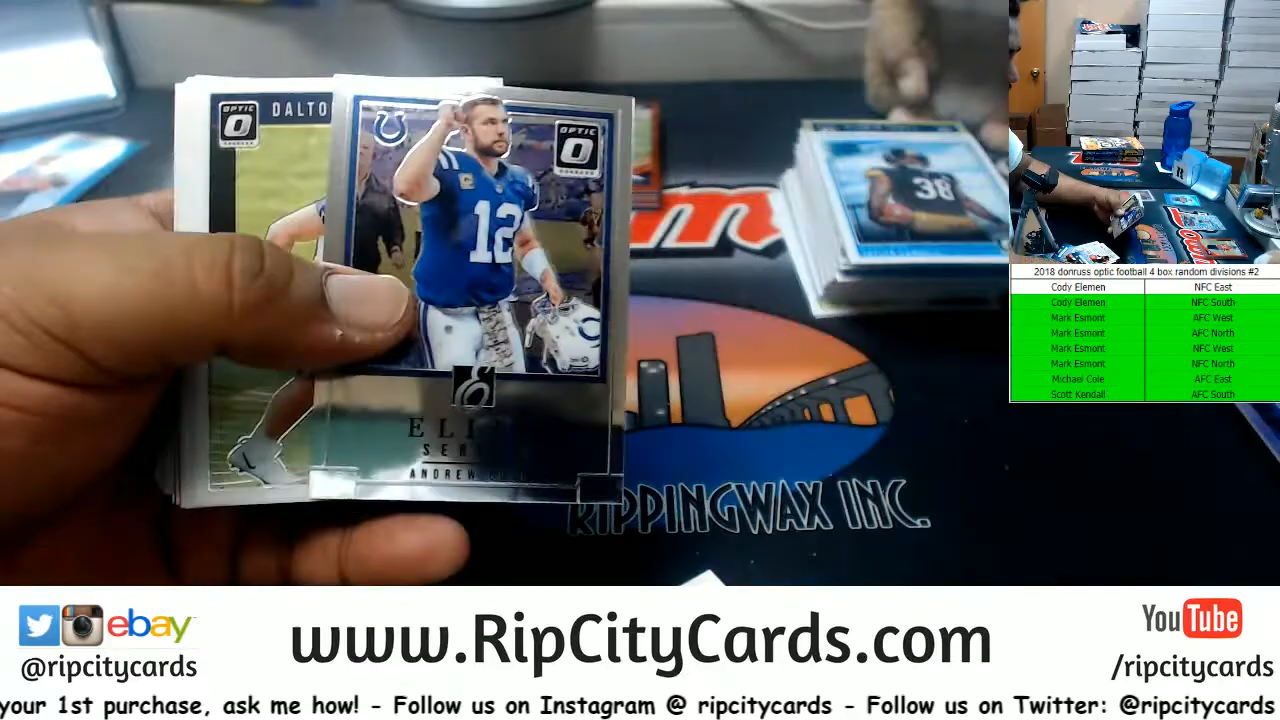 OPTIC
DALTO
OPTIC
12
38
SER
ANDREW
RIPPINGWAX INC.
2018 donruss optic football 4 box random divisions #2
Cody Elemen NFC East
Cody Elemen NFC South
Mark Esmont AFC West
Mark Esmont AFC North
Mark Esmont NFC West
Mark Esmont NFC North
Michael Cole AFC East
Scott Kendall AFC South
ebay
@ripcitycards
www.RipCityCards.com
YouTube
/ripcitycards
your 1st purchase, ask me how! - Follow us on Instagram @ ripcitycards - Follow us on Twitter: @ripcitycards